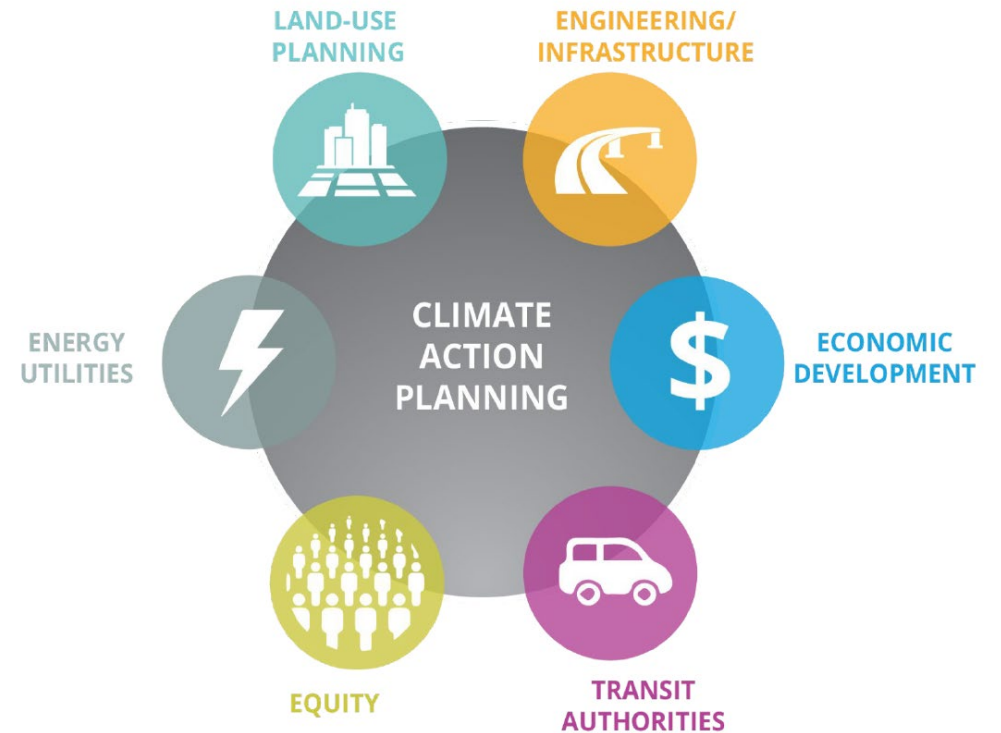 LAND-USE
PLANNING
ENGINEERING/
INFRASTRUCTURE
ENERGY
UTILITIES
CLIMATE
ACTION
PLANNING
$
ECONOMIC
DEVELOPMENT
EQUITY
TRANSIT
AUTHORITIES